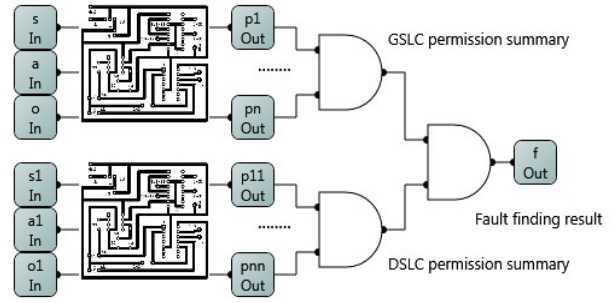 s
In
a
In
o
In
p1
Out
........
pn
Out
GSLC permission summary
s1
In
a1
In
o1
In
p11
Out
........
pnn
Out
DSLC permission summary
f
Out
Fault finding result